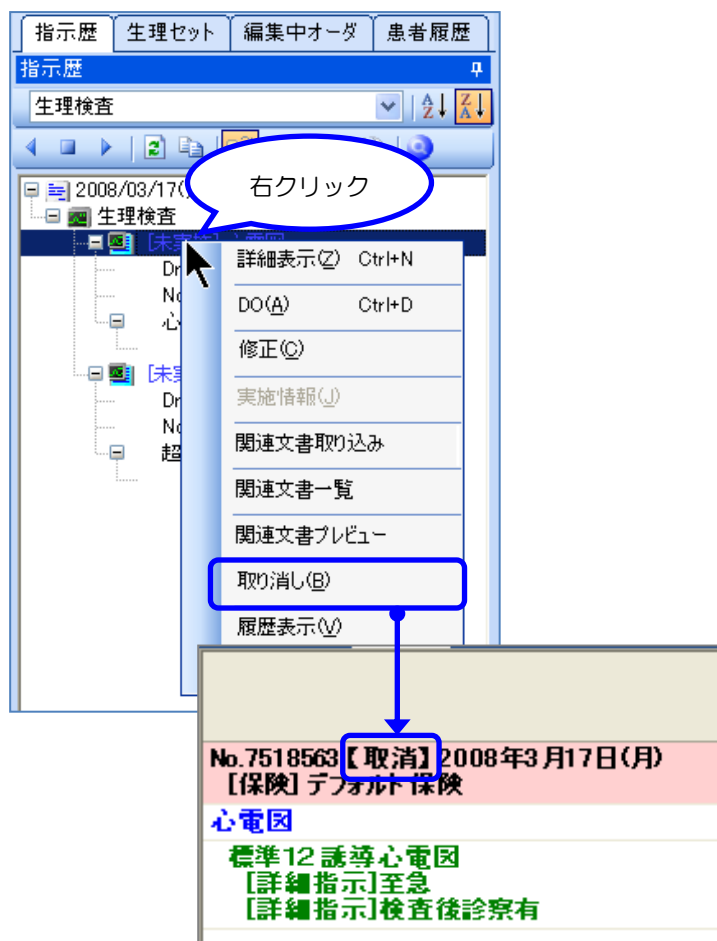 指示歴 生理セット 編集中オーダ 患者履歴
指示歴
生理検査
右クリック
2008/03/17(
生理検査
[未実施] 心電図
詳細表示(Z) Ctrl+N
Dr
DO(A) Ctrl+D
No
心
修正(C)
[未実
実施情報(J)
Dr
No
関連文書取り込み
超
関連文書一覧
関連文書プレビュー
取り消し(B)
履歴表示(V)
No.7518563【取消】2008年3月17日(月)
[保険] デフォルト保険
心電図
標準12誘導心電図
[詳細指示]至急
[詳細指示]検査後診察有